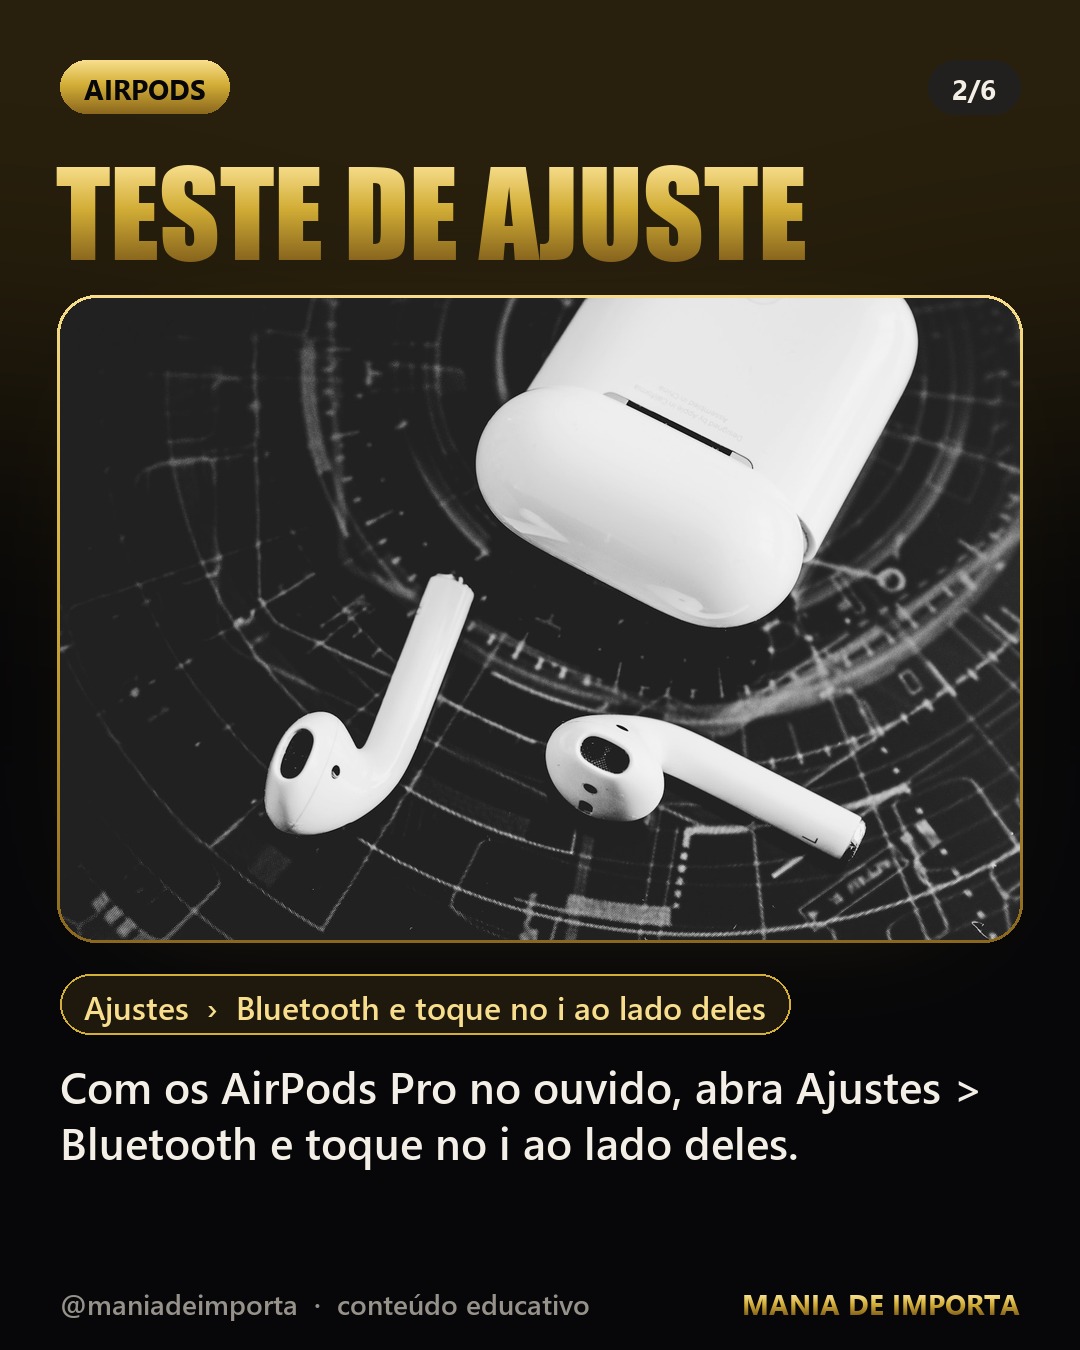 AIRPODS
2/6
TESTE DE AJUSTE
L
Ajustes › Bluetooth e toque no i ao lado deles
Com os AirPods Pro no ouvido, abra Ajustes >
Bluetooth e toque no i ao lado deles.
@maniadeimporta · conteúdo educativo
MANIA DE IMPORTA